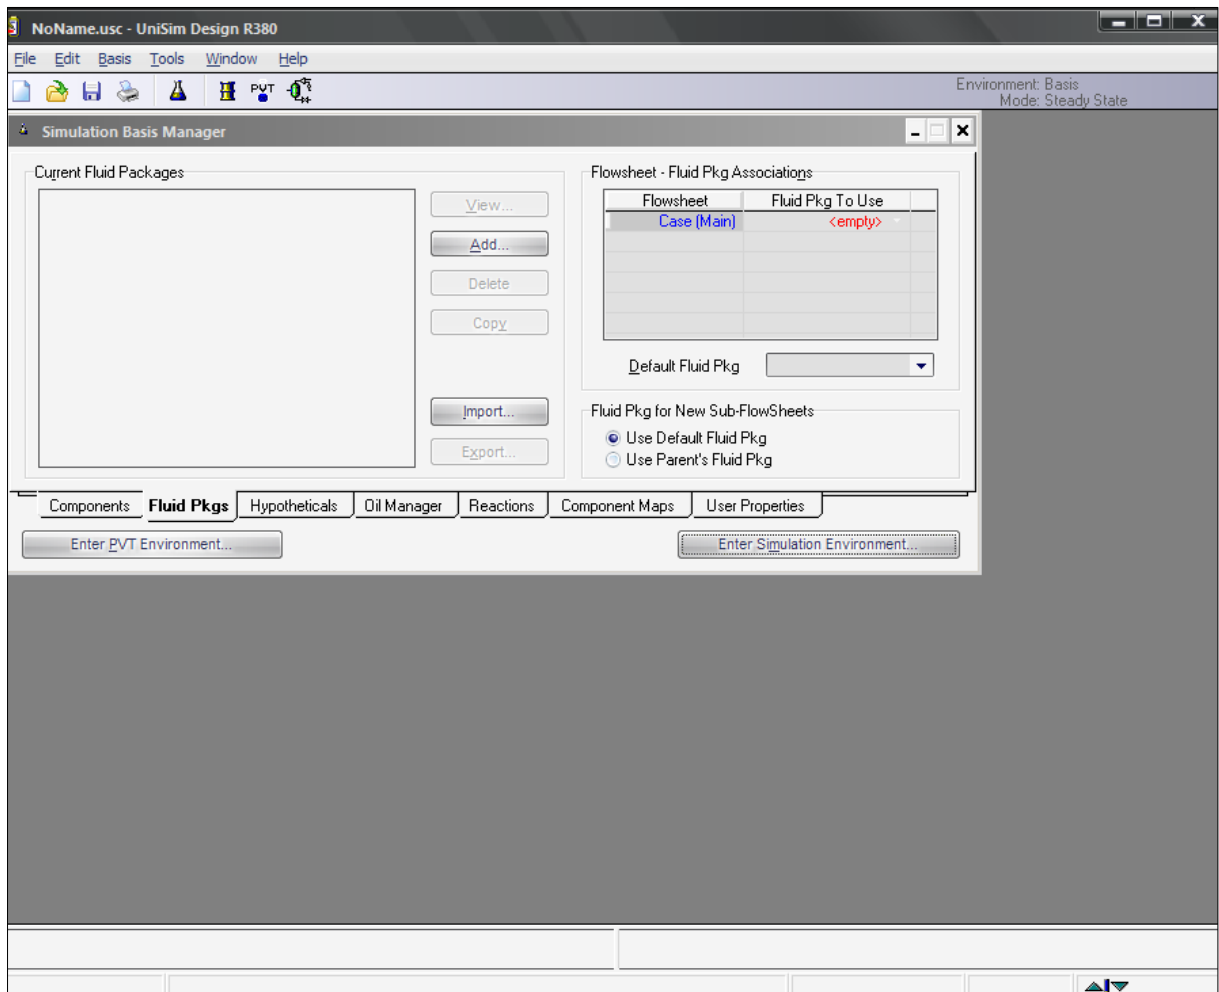 NoName.usc - UniSim Design R380
File Edit Basis Tools Window Help
PVT
Environment: Basis
Mode: Steady State
Simulation Basis Manager
Current Fluid Packages
View...
Add...
Delete
Copy
Import...
Export...
Flowsheet - Fluid Pkg Associations
Flowsheet Fluid Pkg To Use
Case (Main) <empty>
Default Fluid Pkg
Fluid Pkg for New Sub-FlowSheets
Use Default Fluid Pkg
Use Parent's Fluid Pkg
Components Fluid Pkgs Hypotheticals Oil Manager Reactions Component Maps User Properties
Enter PVT Environment... Enter Simulation Environment...